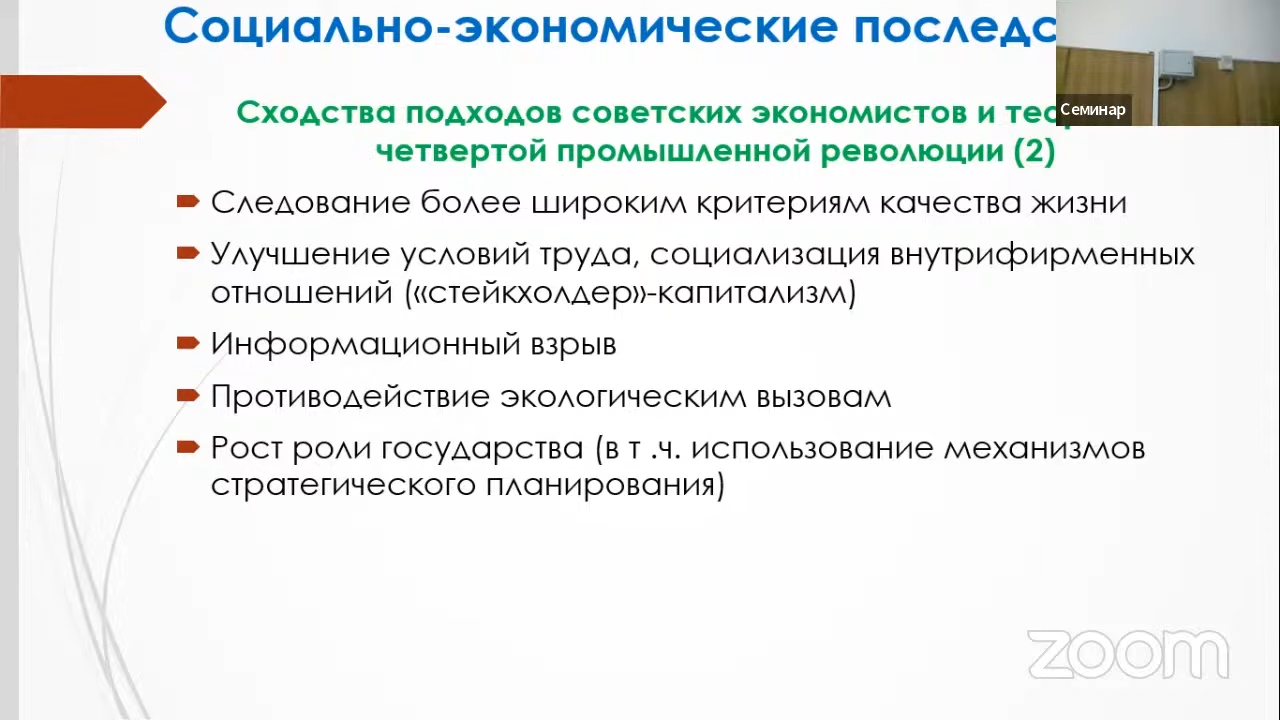 Социально-экономические
Семинар
Сходства подходов советских экономистов и
четвертой промышленной революции (2)
Следование более широким критериям качества жизни
Улучшение условий труда, социализация внутрифирменных
отношений («стейкхолдер»-капитализм)
Информационный взрыв
Противодействие экологическим вызовам
Рост роли государства (в т .ч. использование механизмов
стратегического планирования)
zoom